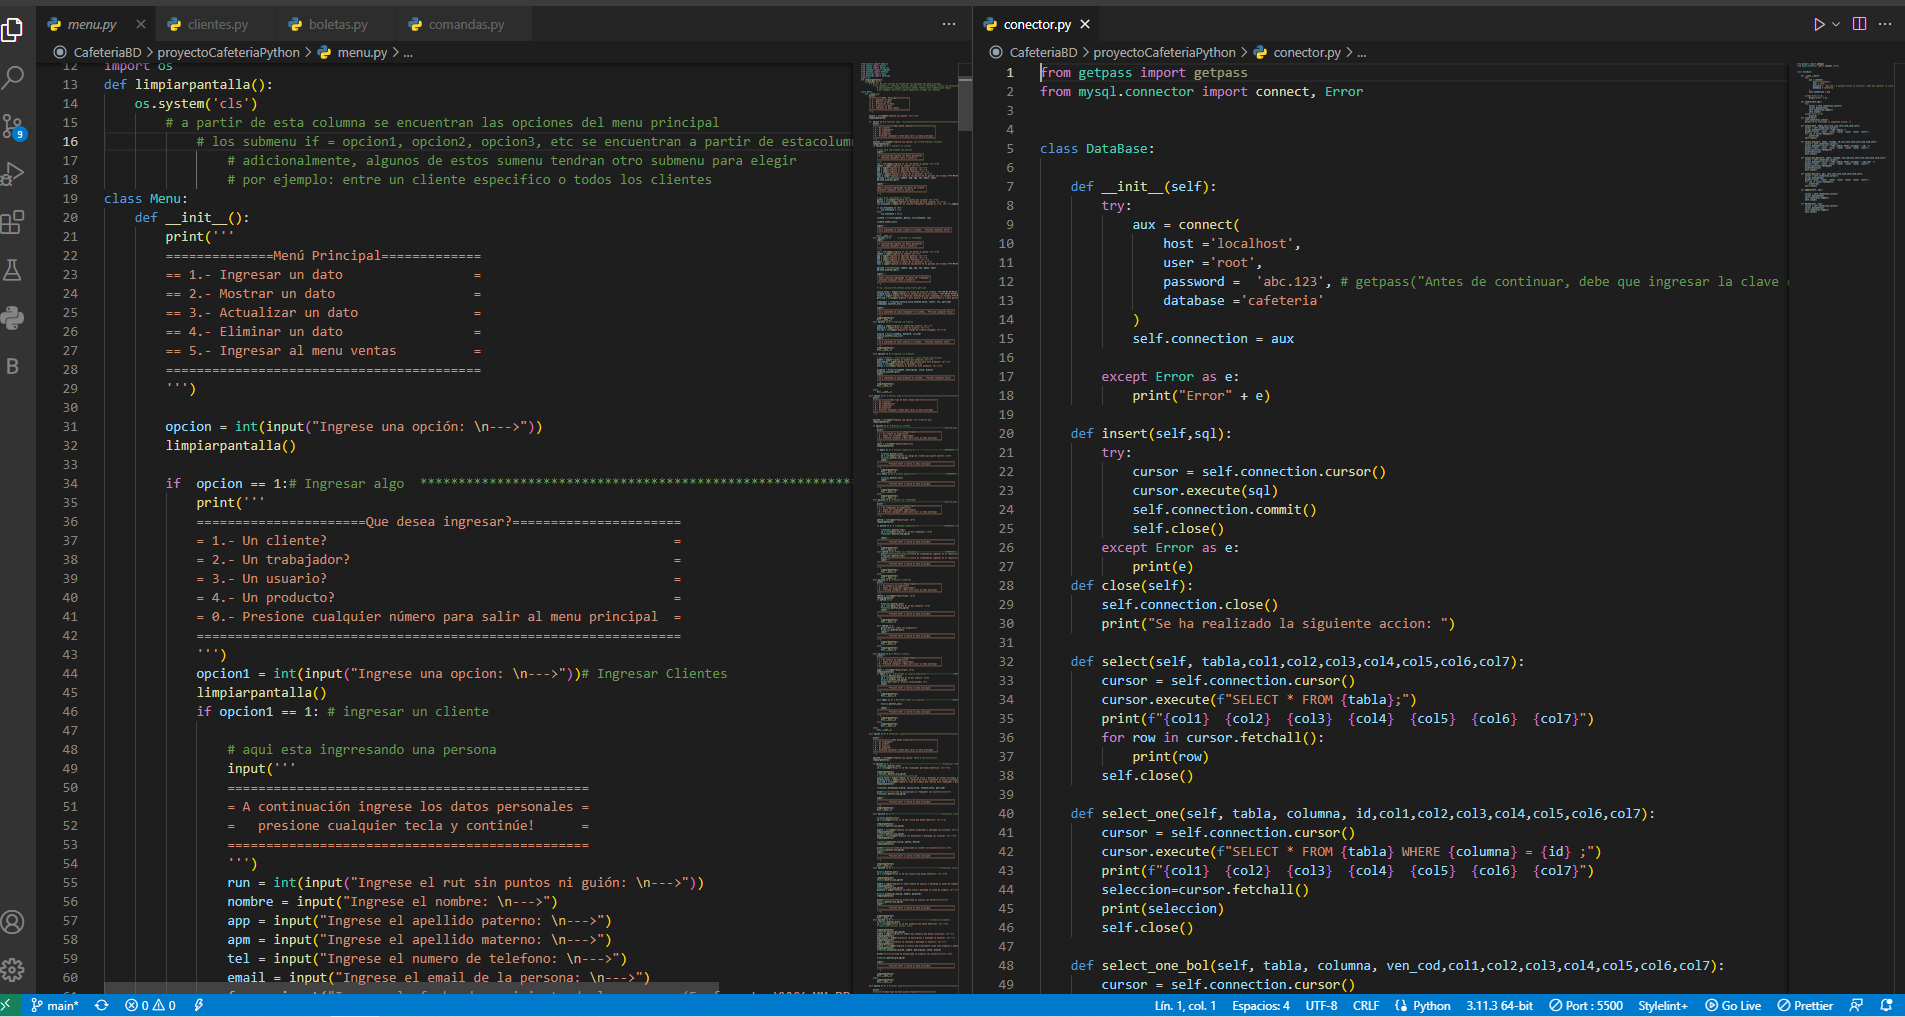 menu.py
clientes.py
boletas.py
comandas.py
CafeteriaBD > proyectoCafeteriaPython > menu.py > ...
12 import os
13 def limpiarpantalla():
14 os.system('cls')
15 # a partir de esta columna se encuentran las opciones del menu principal
16 # los submenu if = opcion1, opcion2, opcion3, etc se encuentran a partir de estacolum
17 # adicionalmente, algunos de estos sumenu tendran otro submenu para elegir
18 # por ejemplo: entre un cliente especifico o todos los clientes
19 class Menu:
20 def __init__():
21 print('''
22 ==============Menú Principal=============
23 == 1.- Ingresar un dato =
24 == 2.- Mostrar un dato =
25 == 3.- Actualizar un dato =
26 == 4.- Eliminar un dato =
27 == 5.- Ingresar al menu ventas =
28 =========================================
29 ''')
30
31 opcion = int(input("Ingrese una opción: \n--->"))
32 limpiarpantalla()
33
34 if opcion == 1:# Ingresar algo ********************************************************
35 print('''
36 ======================Que desea ingresar?======================
37 = 1.- Un cliente? =
38 = 2.- Un trabajador? =
39 = 3.- Un usuario? =
40 = 4.- Un producto? =
41 = 0.- Presione cualquier número para salir al menu principal =
42 ===============================================================
43 ''')
44 opcion1 = int(input("Ingrese una opcion: \n--->"))# Ingresar Clientes
45 limpiarpantalla()
46 if opcion1 == 1: # ingresar un cliente
47
48 # aqui esta ingrresando una persona
49 input('''
50 ===============================================
51 = A continuación ingrese los datos personales =
52 = presione cualquier tecla y continúe! =
53 ===============================================
54 ''')
55 run = int(input("Ingrese el rut sin puntos ni guión: \n--->"))
56 nombre = input("Ingrese el nombre: \n--->")
57 app = input("Ingrese el apellido paterno: \n--->")
58 apm = input("Ingrese el apellido materno: \n--->")
59 tel = input("Ingrese el numero de telefono: \n--->")
60 email = input("Ingrese el email de la persona: \n--->")
conector.py
CafeteriaBD > proyectoCafeteriaPython > conector.py > ...
1 from getpass import getpass
2 from mysql.connector import connect, Error
3
4
5 class DataBase:
6
7 def __init__(self):
8 try:
9 aux = connect(
10 host ='localhost',
11 user ='root',
12 password = 'abc.123', # getpass("Antes de continuar, debe que ingresar la clave
13 database ='cafeteria'
14 )
15 self.connection = aux
16
17 except Error as e:
18 print("Error" + e)
19
20 def insert(self,sql):
21 try:
22 cursor = self.connection.cursor()
23 cursor.execute(sql)
24 self.connection.commit()
25 self.close()
26 except Error as e:
27 print(e)
28 def close(self):
29 self.connection.close()
30 print("Se ha realizado la siguiente accion: ")
31
32 def select(self, tabla,col1,col2,col3,col4,col5,col6,col7):
33 cursor = self.connection.cursor()
34 cursor.execute(f"SELECT * FROM {tabla};")
35 print(f"{col1} {col2} {col3} {col4} {col5} {col6} {col7}")
36 for row in cursor.fetchall():
37 print(row)
38 self.close()
39
40 def select_one(self, tabla, columna, id,col1,col2,col3,col4,col5,col6,col7):
41 cursor = self.connection.cursor()
42 cursor.execute(f"SELECT * FROM {tabla} WHERE {columna} = {id} ;")
43 print(f"{col1} {col2} {col3} {col4} {col5} {col6} {col7}")
44 seleccion=cursor.fetchall()
45 print(seleccion)
46 self.close()
47
48 def select_one_bol(self, tabla, columna, ven_cod,col1,col2,col3,col4,col5,col6,col7):
49 cursor = self.connection.cursor()
9
B
main* 0 0 Lín. 1, col. 1 Espacios: 4 UTF-8 CRLF Python 3.11.3 64-bit Port : 5500 Stylelint+ Go Live Prettier